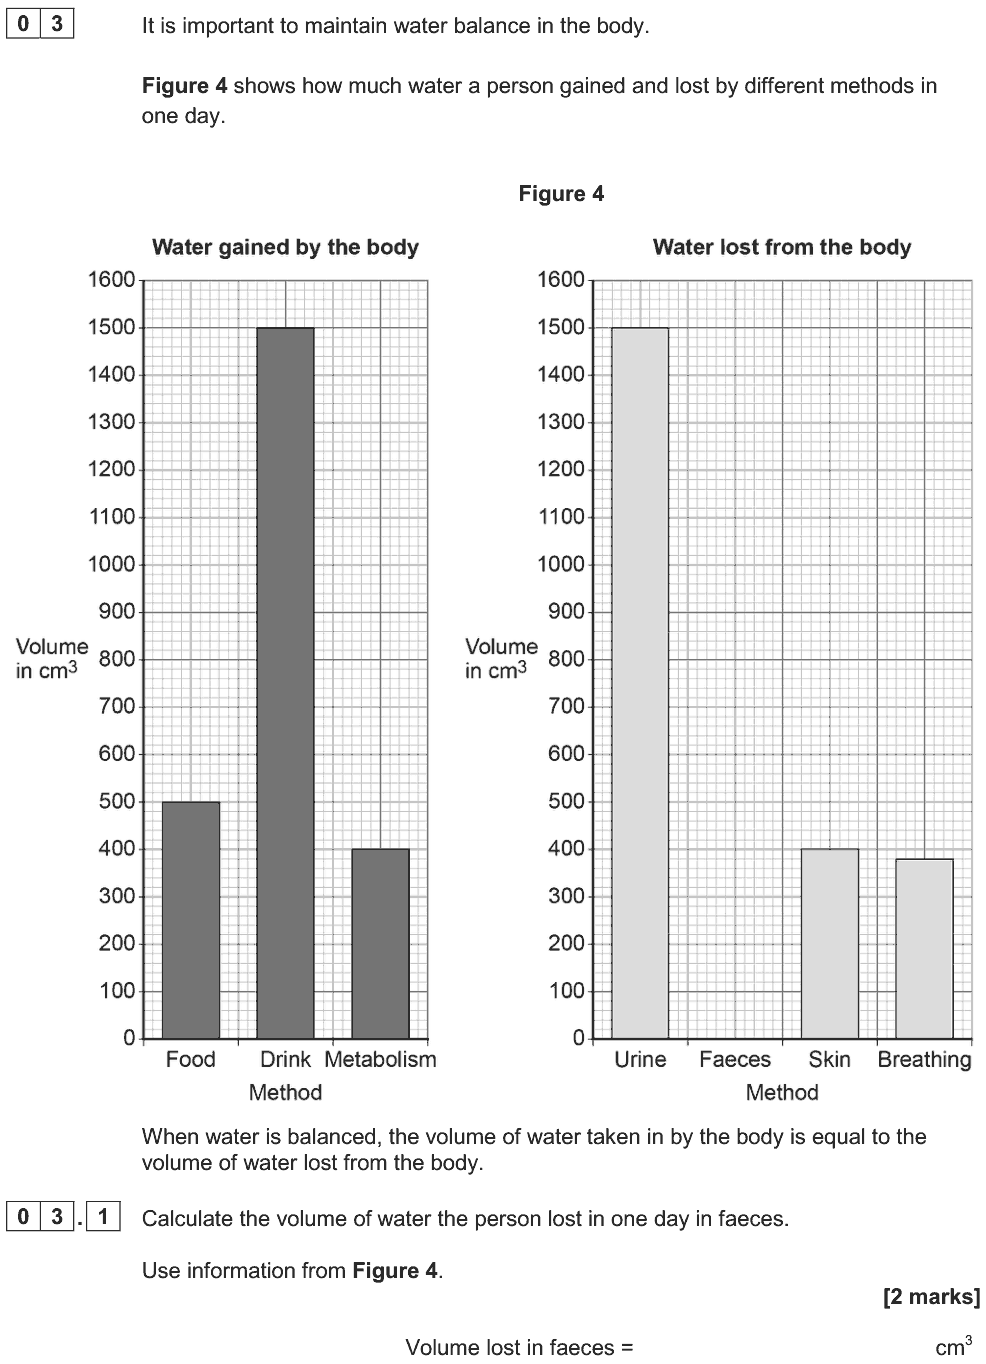 0 3 It is important to maintain water balance in the body.
Figure 4 shows how much water a person gained and lost by different methods in
one day.
Figure 4
Water gained by the body
1600
1500
1400
1300
1200
1100
1000
900
800
700
600
500
400
300
200
100
0
Volume
in cm³
Food Drink Metabolism
Method
Water lost from the body
1600
1500
1400
1300
1200
1100
1000
900
800
700
600
500
400
300
200
100
0
Volume
in cm³
Urine Faeces Skin Breathing
Method
When water is balanced, the volume of water taken in by the body is equal to the
volume of water lost from the body.
0 3 . 1 Calculate the volume of water the person lost in one day in faeces.
Use information from Figure 4.
[2 marks]
Volume lost in faeces = cm³